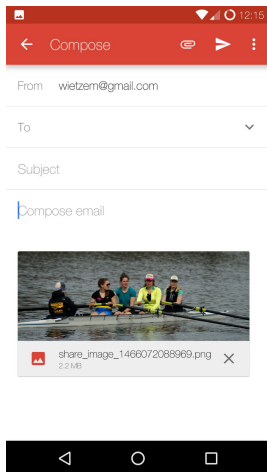 12:15
Compose
From wietzem@gmail.com
To
Subject
Compose email
share_image_1466072088969.png
2.2 MB